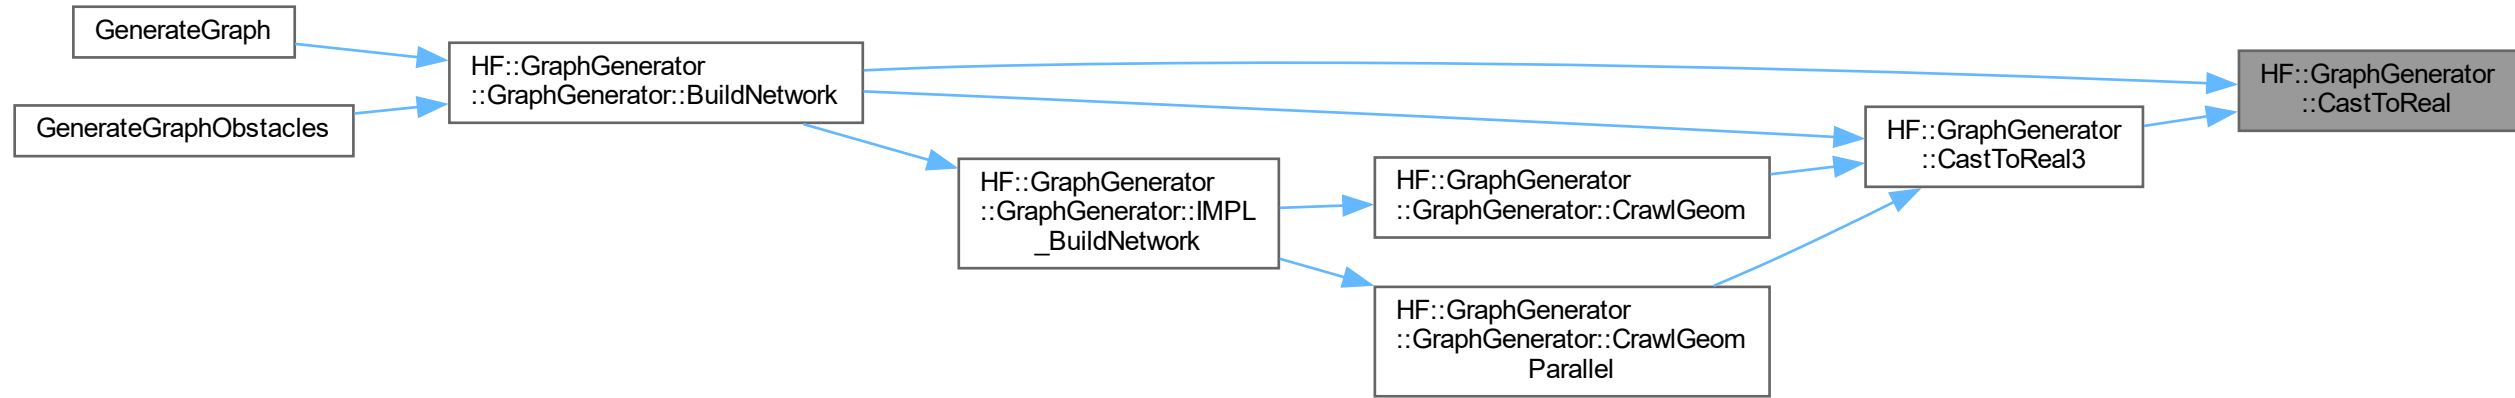 GenerateGraph
GenerateGraphObstacles
HF::GraphGenerator
::GraphGenerator::BuildNetwork
HF::GraphGenerator
::GraphGenerator::IMPL
_BuildNetwork
HF::GraphGenerator
::GraphGenerator::CrawlGeom
HF::GraphGenerator
::GraphGenerator::CrawlGeom
Parallel
HF::GraphGenerator
::CastToReal3
HF::GraphGenerator
::CastToReal